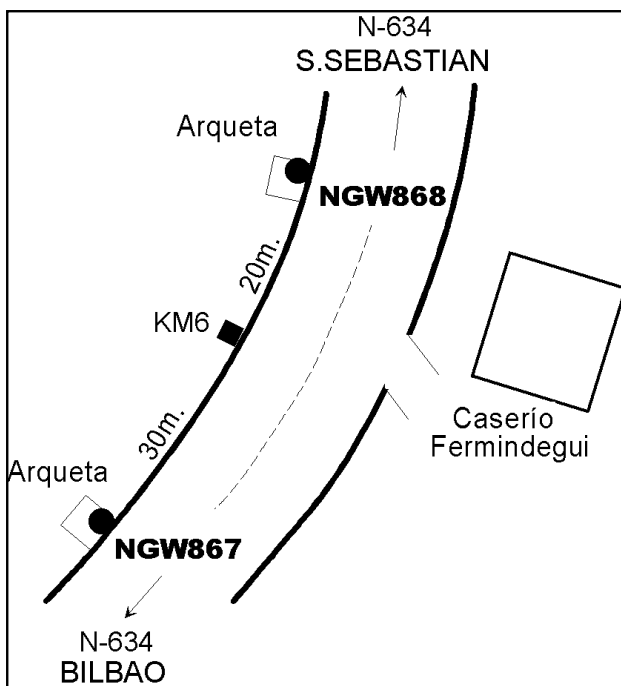 N-634
S.SEBASTIAN
Arqueta
NGW868
20m.
KM6
30m.
Caserío
Fermindegui
Arqueta
NGW867
N-634
BILBAO